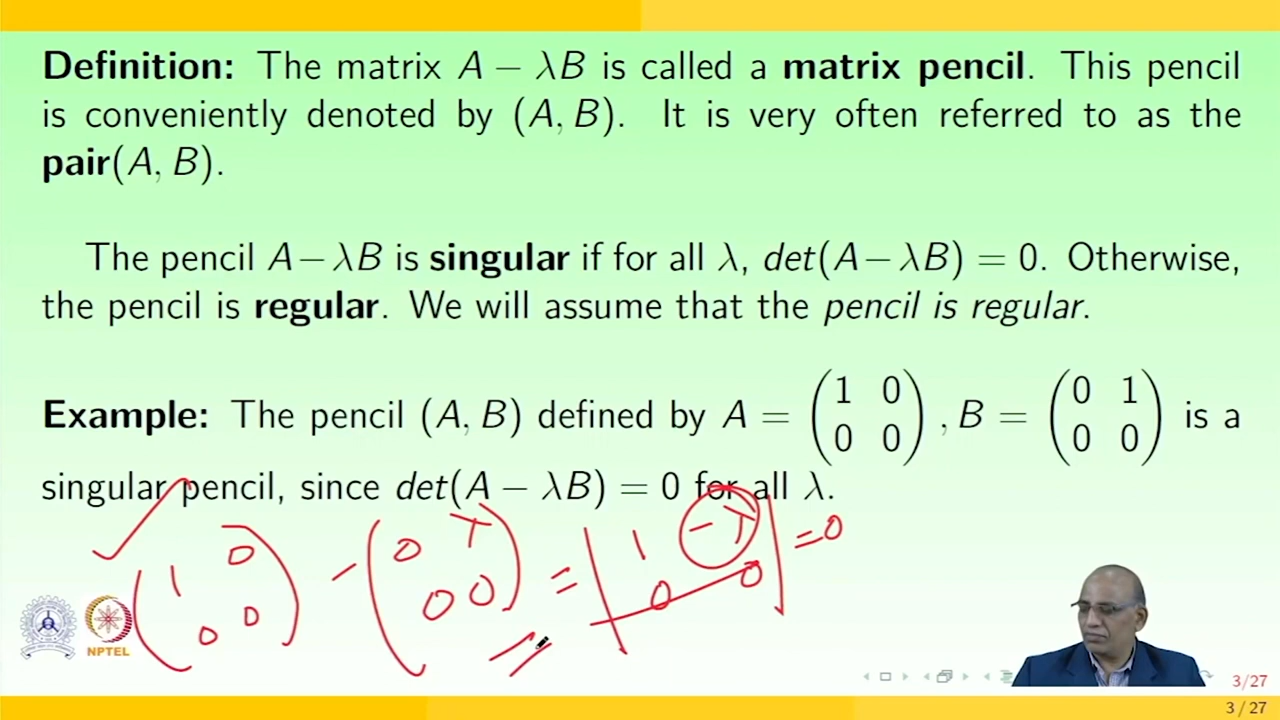 Definition: The matrix A − λB is called a matrix pencil. This pencil
is conveniently denoted by (A, B). It is very often referred to as the
pair(A, B).
The pencil A−λB is singular if for all λ, det(A−λB) = 0. Otherwise,
the pencil is regular. We will assume that the pencil is regular.
Example: The pencil (A, B) defined by A = (1 0 0 0), B = (0 1 0 0) is a
singular pencil, since det(A − λB) = 0 for all λ.
(1 0 0 0) − (0 λ 0 0) = |1 −λ 0 0| = 0
NPTEL
3/27
3 / 27